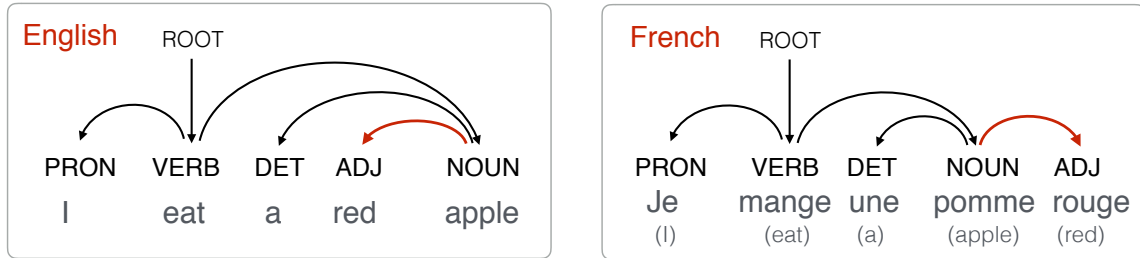 English
ROOT
PRON VERB DET ADJ NOUN
I eat a red apple
French
ROOT
PRON VERB DET NOUN ADJ
Je mange une pomme rouge
(I) (eat) (a) (apple) (red)